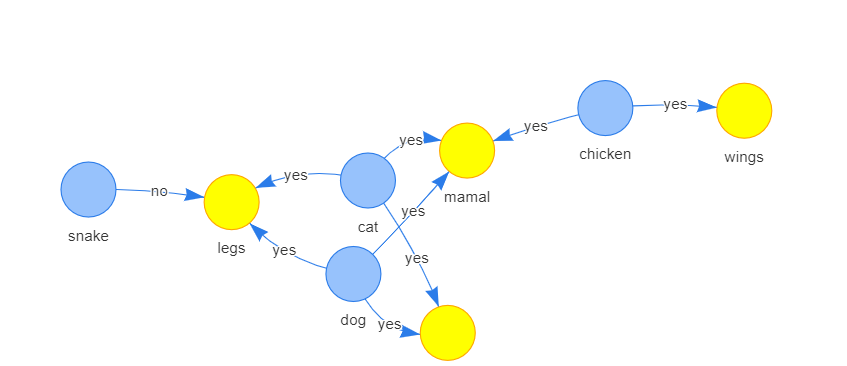 yes
chicken
yes
wings
yes
mamal
yes
cat
no
snake
legs
yes
yes
yes
dog
yes